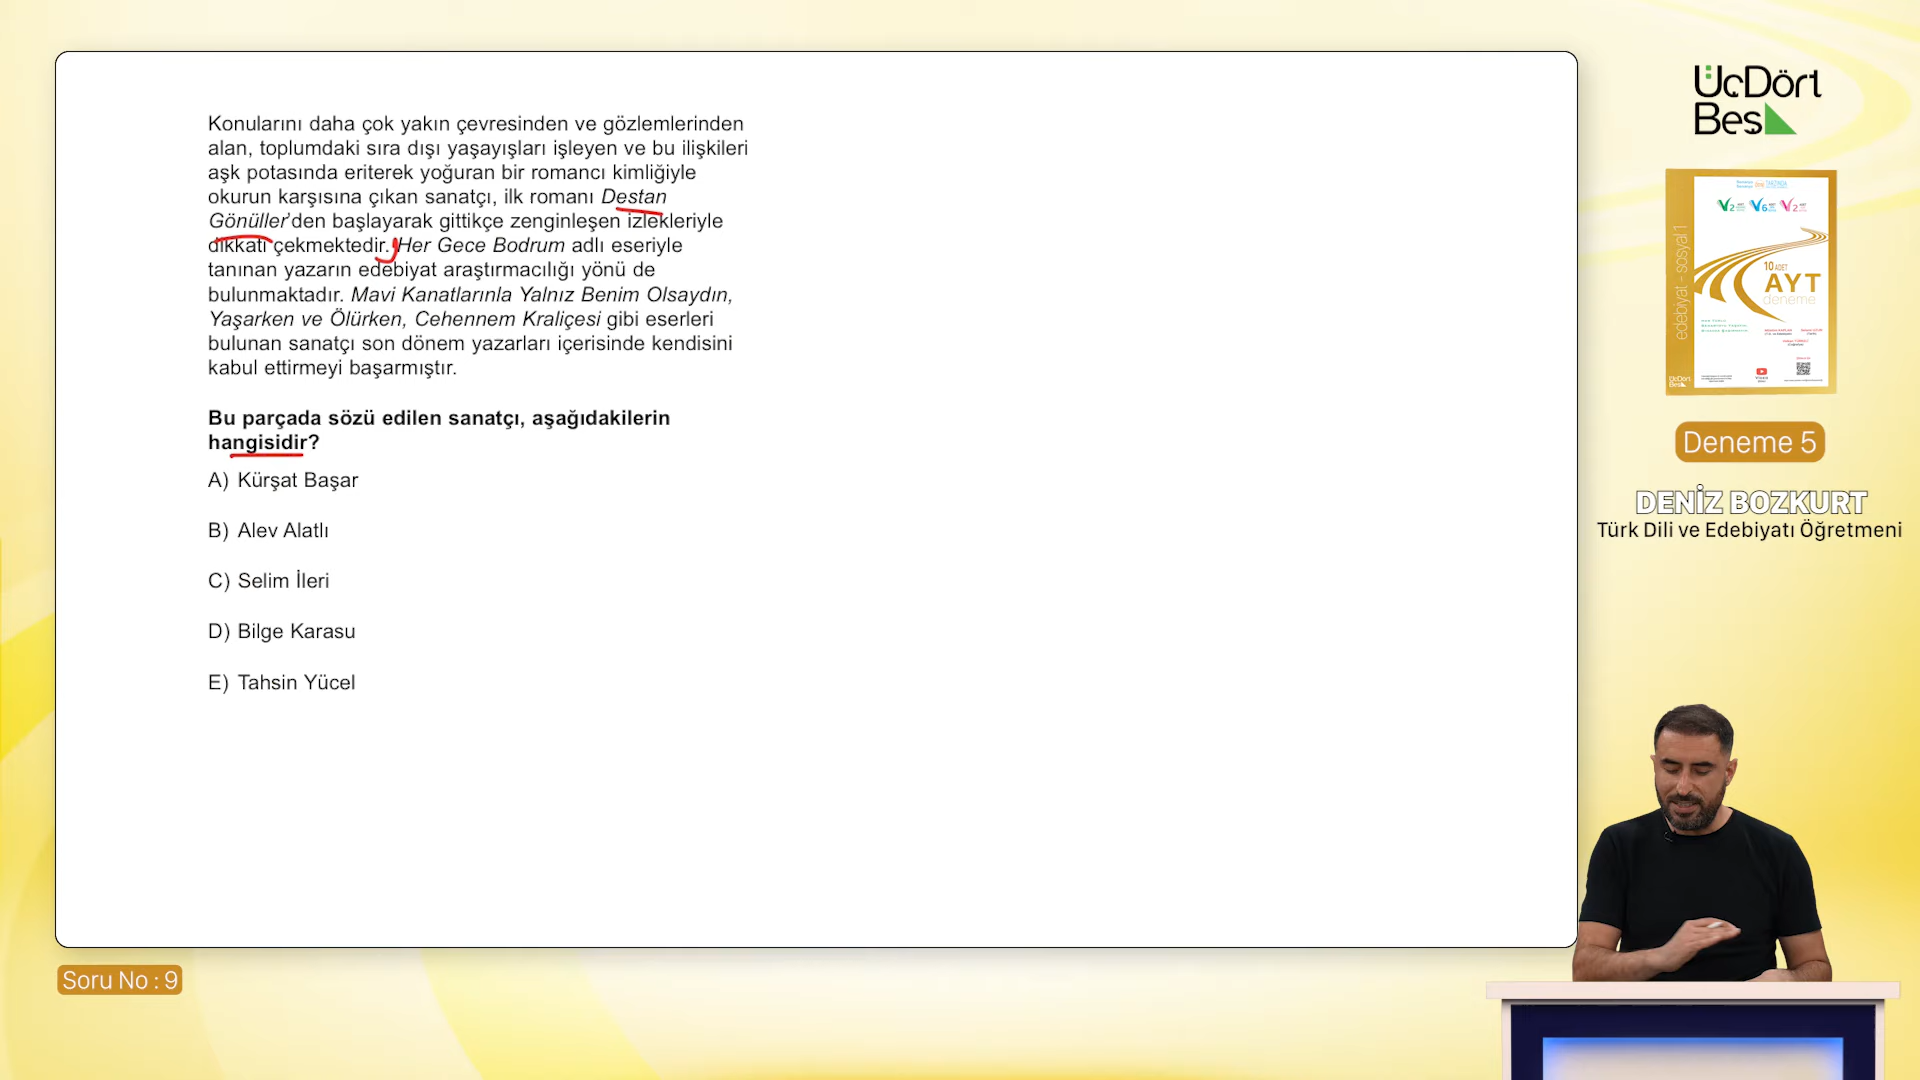 Konularını daha çok yakın çevresinden ve gözlemlerinden
alan, toplumdaki sıra dışı yaşayışları işleyen ve bu ilişkileri
aşk potasında eriterek yoğuran bir romancı kimliğiyle
okurun karşısına çıkan sanatçı, ilk romanı Destan
Gönüller'den başlayarak gittikçe zenginleşen izlekleriyle
dikkati çekmektedir. Her Gece Bodrum adlı eseriyle
tanınan yazarın edebiyat araştırmacılığı yönü de
bulunmaktadır. Mavi Kanatlarınla Yalnız Benim Olsaydın,
Yaşarken ve Ölürken, Cehennem Kraliçesi gibi eserleri
bulunan sanatçı son dönem yazarları içerisinde kendisini
kabul ettirmeyi başarmıştır.
Bu parçada sözü edilen sanatçı, aşağıdakilerin
hangisidir?
A) Kürşat Başar
B) Alev Alatlı
C) Selim İleri
D) Bilge Karasu
E) Tahsin Yücel
Soru No : 9
ÜçDört
Beş
edebiyat - sosyal 1
10 ADET
AYT
deneme
Deneme 5
DENİZ BOZKURT
Türk Dili ve Edebiyatı Öğretmeni